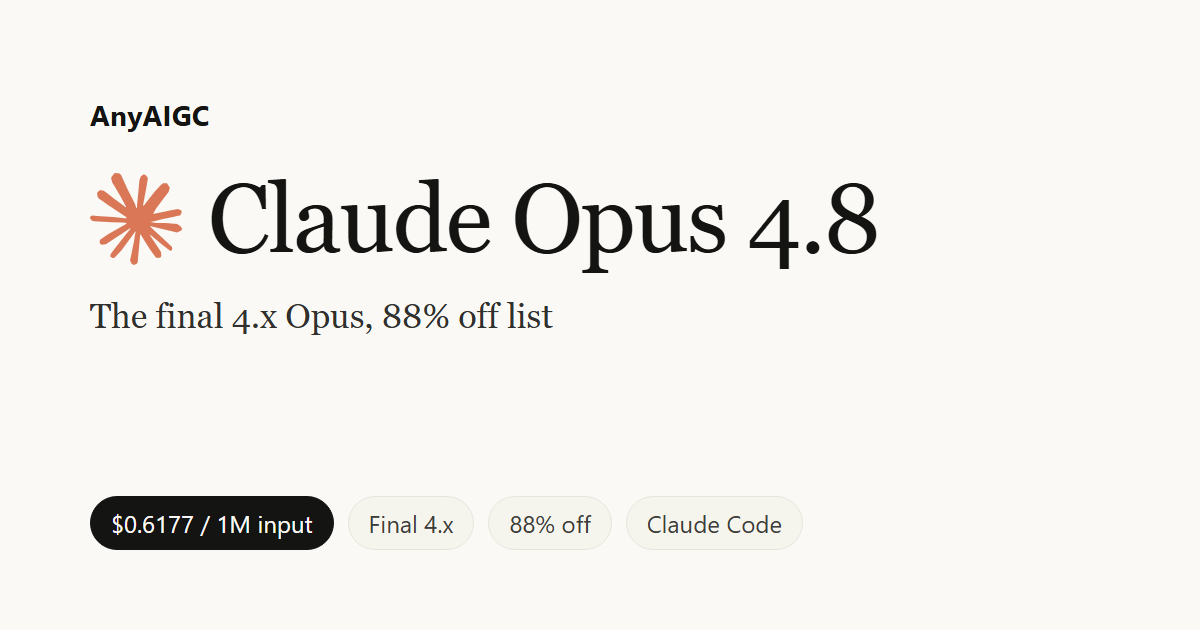 AnyAIGC
Claude Opus 4.8
The final 4.x Opus, 88% off list
$0.6177 / 1M input
Final 4.x
88% off
Claude Code